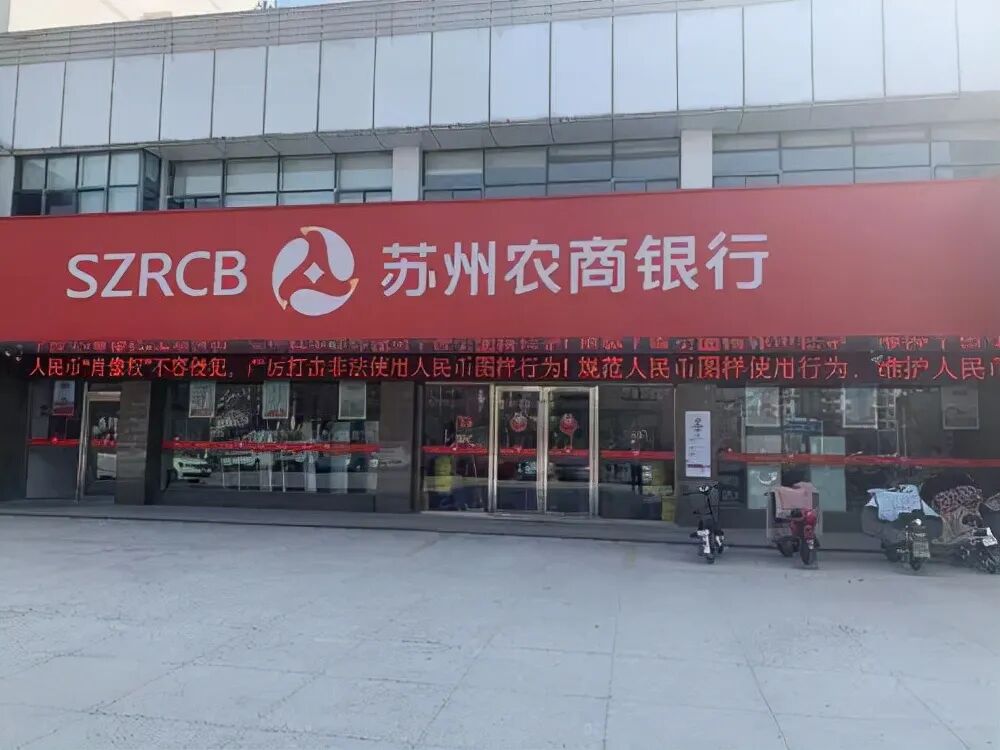 SZRCB 苏州农商银行
人民币"肖像权"不容侵犯，严厉打击非法使用人民币图样行为！规范人民币图样使用行为，维护人民币